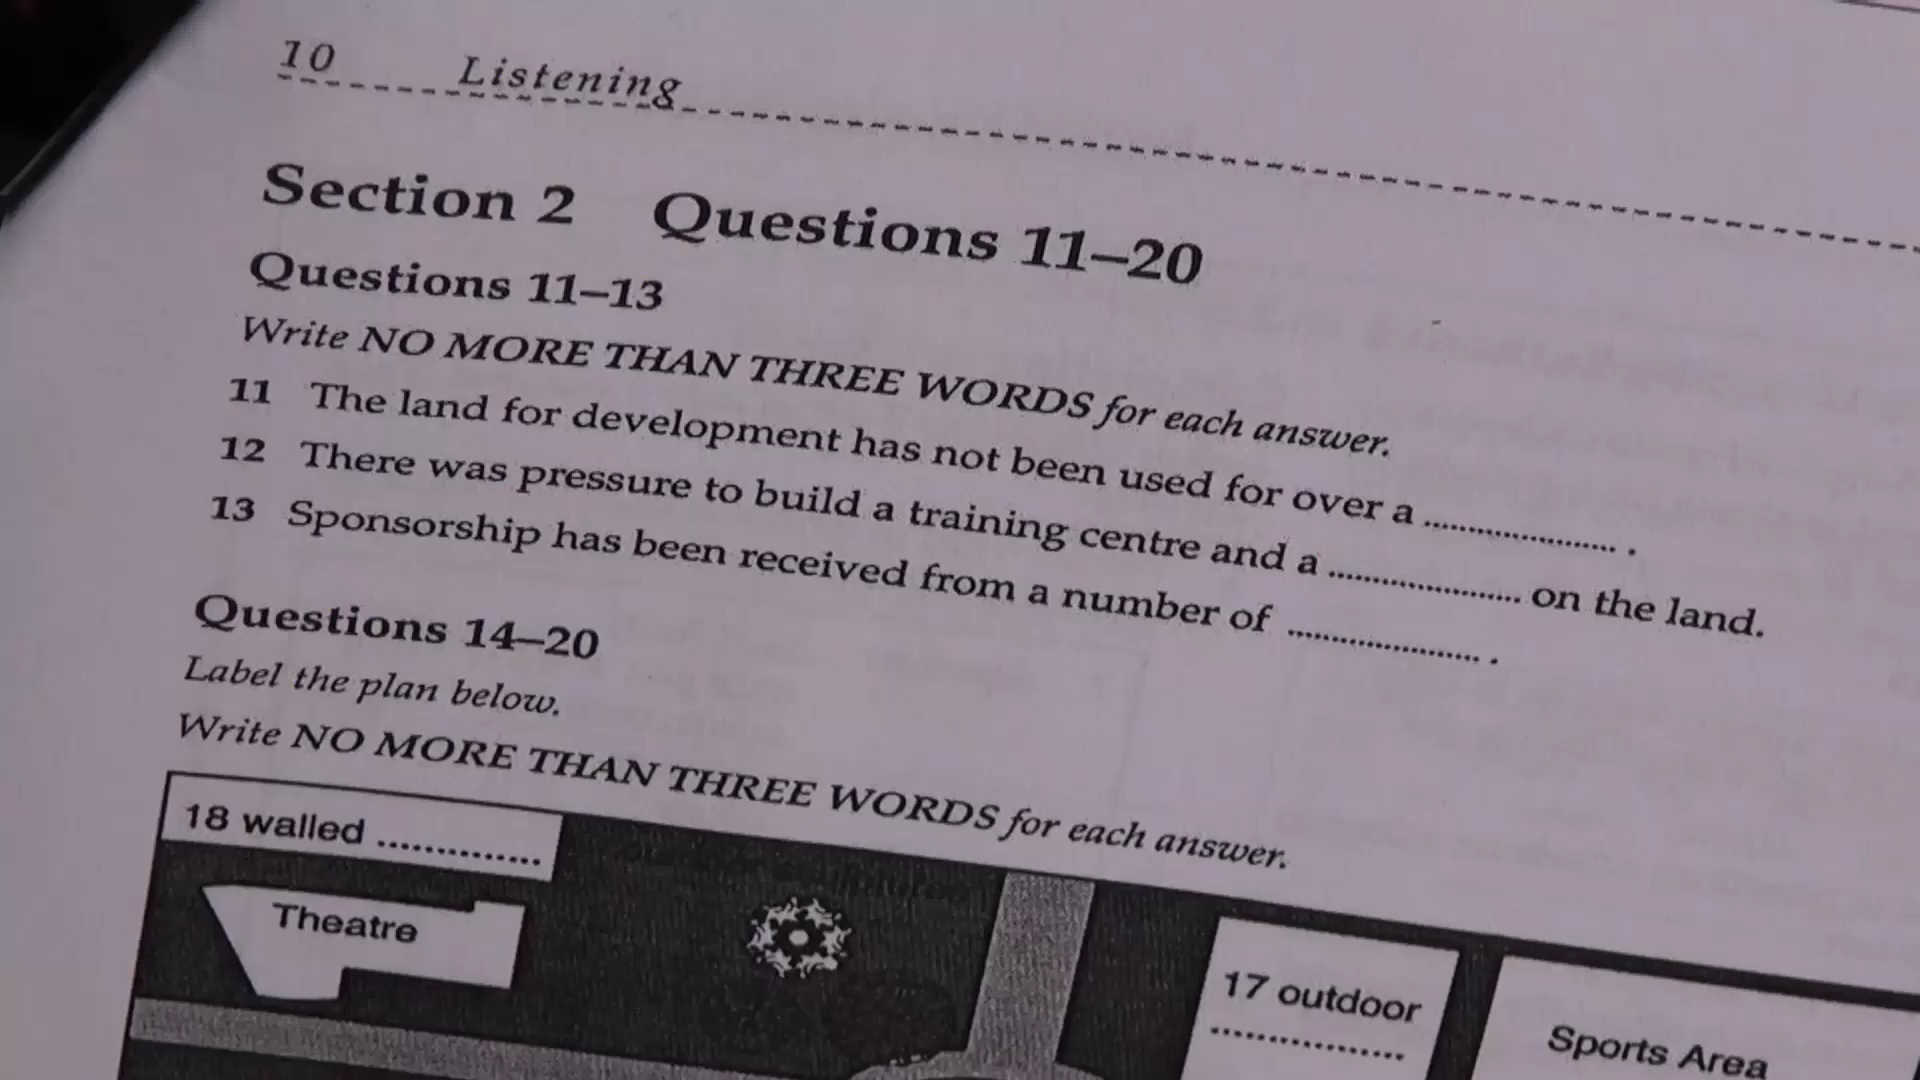 10 Listening
Section 2 Questions 11–20
Questions 11–13
Write NO MORE THAN THREE WORDS for each answer.
11 The land for development has not been used for over a .................... .
12 There was pressure to build a training centre and a .................... on the land.
13 Sponsorship has been received from a number of .................... .
Questions 14–20
Label the plan below.
Write NO MORE THAN THREE WORDS for each answer.
18 walled ..............
Theatre
17 outdoor
.................
Sports Area